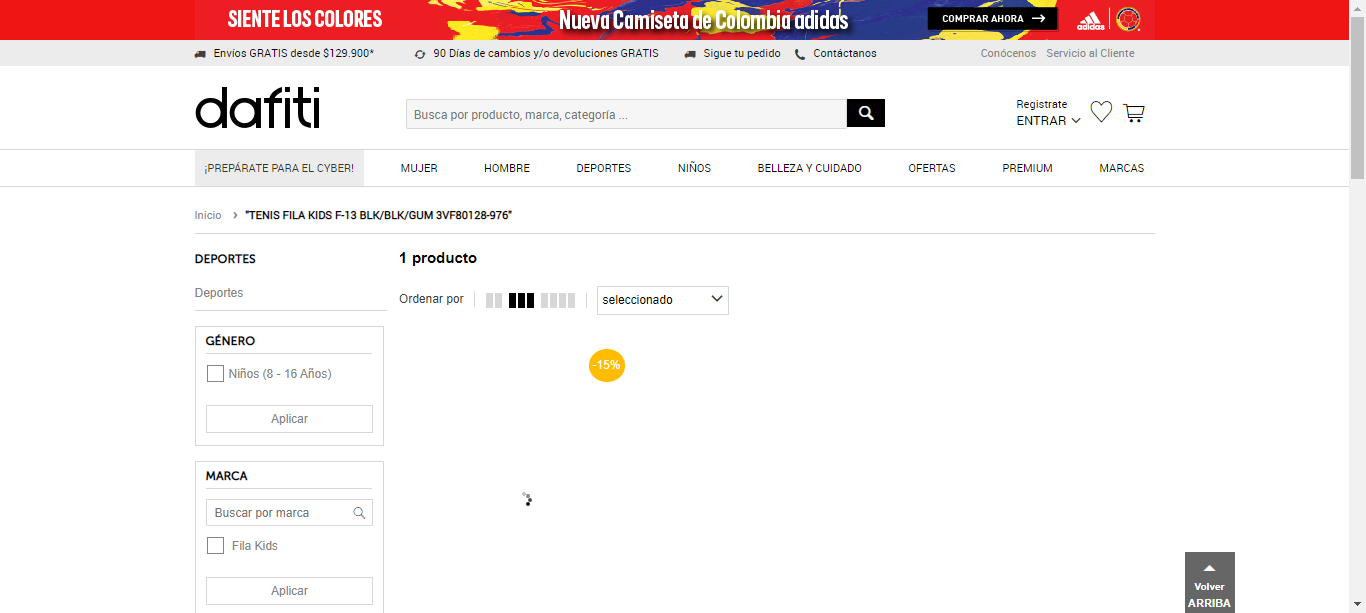 SIENTE LOS COLORES
Nueva Camiseta de Colombia adidas
COMPRAR AHORA
adidas
Envíos GRATIS desde $129.900*
90 Días de cambios y/o devoluciones GRATIS
Sigue tu pedido
Contáctanos
Conócenos
Servicio al Cliente
dafiti
Busca por producto, marca, categoría ...
Registrate
ENTRAR
¡PREPÁRATE PARA EL CYBER!
MUJER
HOMBRE
DEPORTES
NIÑOS
BELLEZA Y CUIDADO
OFERTAS
PREMIUM
MARCAS
Inicio › "TENIS FILA KIDS F-13 BLK/BLK/GUM 3VF80128-976"
DEPORTES
Deportes
GÉNERO
Niños (8 - 16 Años)
Aplicar
MARCA
Buscar por marca
Fila Kids
Aplicar
1 producto
Ordenar por
seleccionado
-15%
Volver
ARRIBA